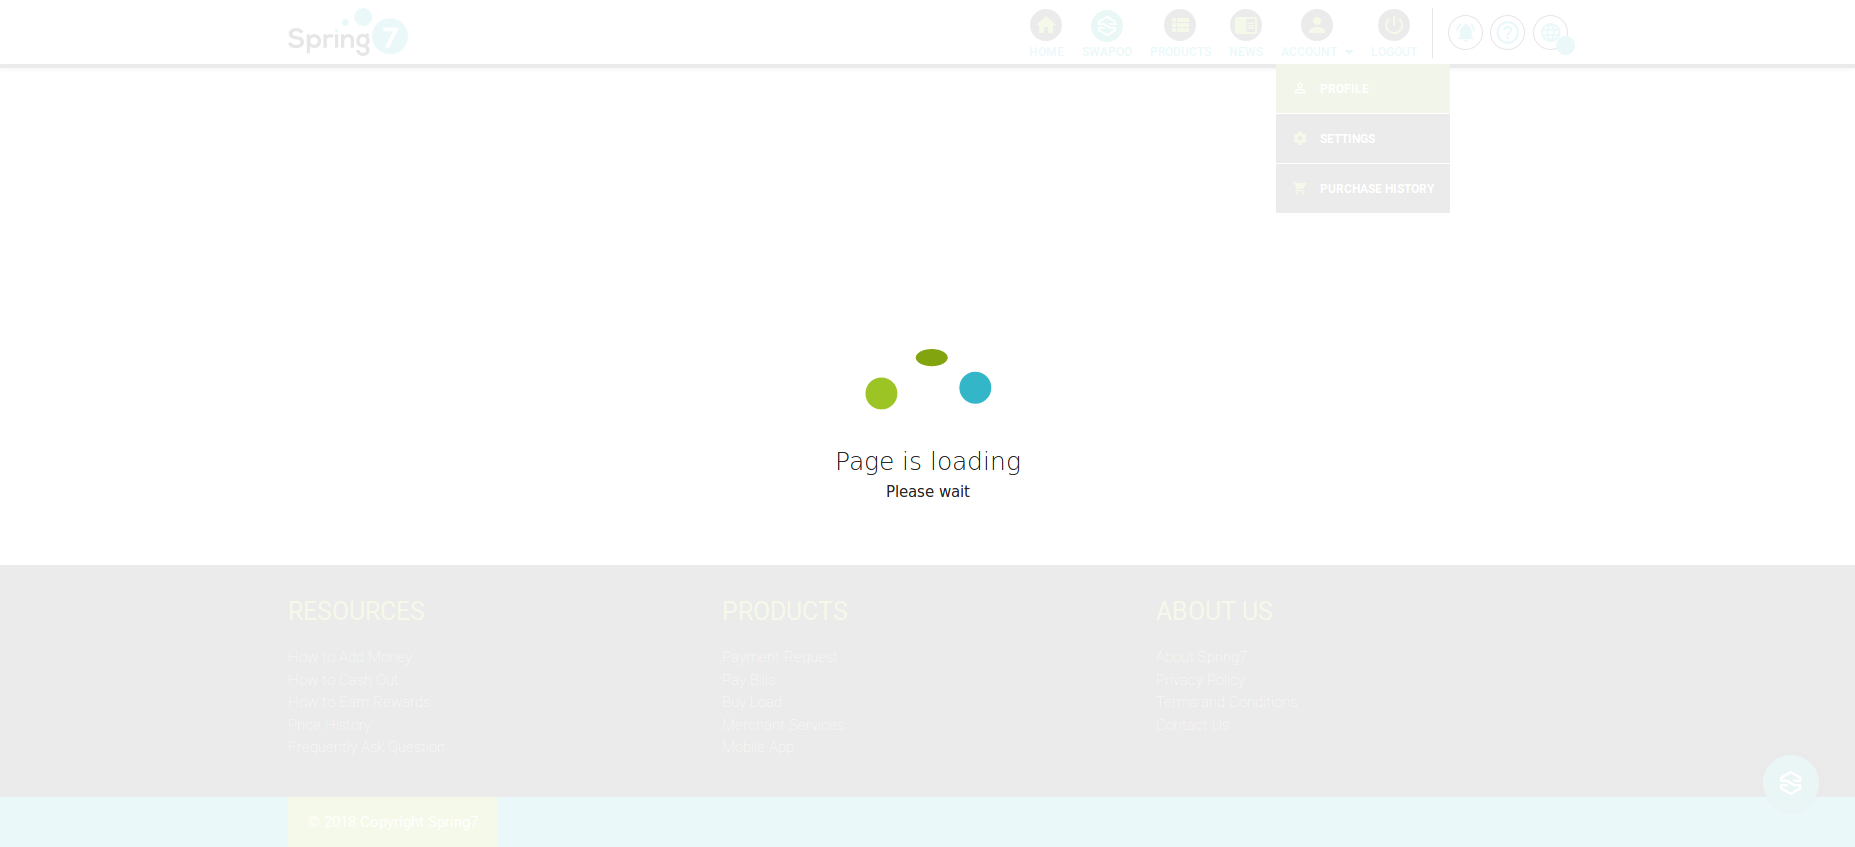 Spring7
HOME SWAPOO PRODUCTS NEWS ACCOUNT LOGOUT
PROFILE
SETTINGS
PURCHASE HISTORY
Page is loading
Please wait
RESOURCES
How to Add Money
How to Cash Out
How to Earn Rewards
Price History
Frequently Ask Question
PRODUCTS
Payment Request
Pay Bills
Buy Load
Merchant Services
Mobile App
ABOUT US
About Spring7
Privacy Policy
Terms and Conditions
Contact Us
© 2018 Copyright Spring7